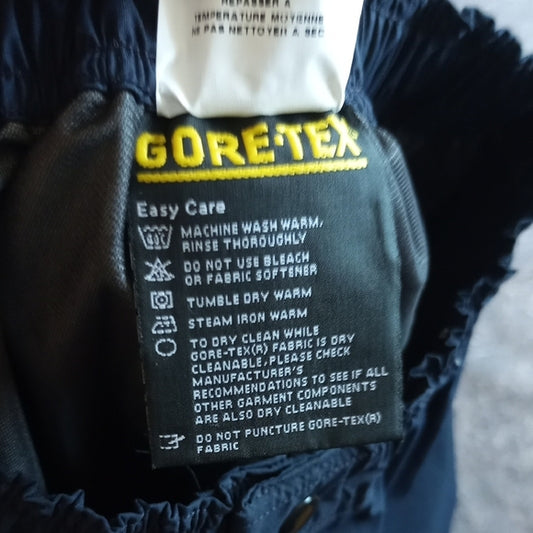 REPASSER A
TEMPERATURE MOYENNE
NE PAS NETTOYER A SEC
GORE-TEX
Easy Care
MACHINE WASH WARM,
RINSE THOROUGHLY
DO NOT USE BLEACH
OR FABRIC SOFTENER
TUMBLE DRY WARM
STEAM IRON WARM
TO DRY CLEAN WHILE
GORE-TEX(R) FABRIC IS DRY
CLEANABLE, PLEASE CHECK
MANUFACTURER'S
RECOMMENDATIONS TO SEE IF ALL
OTHER GARMENT COMPONENTS
ARE ALSO DRY CLEANABLE
DO NOT PUNCTURE GORE-TEX(R)
FABRIC